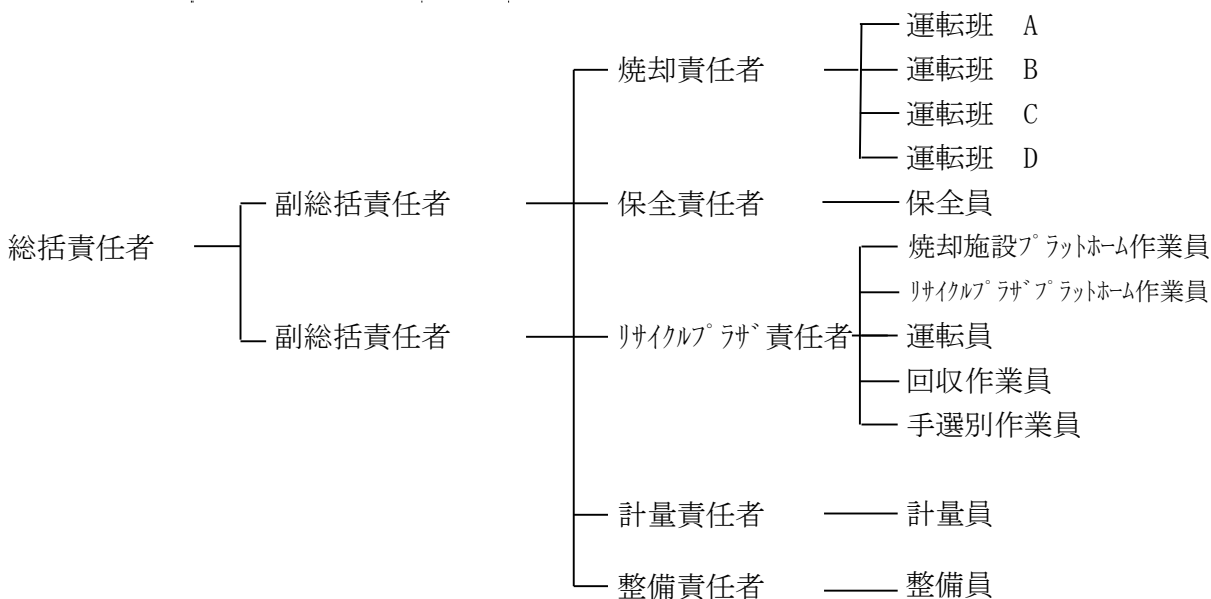 運転班 A
焼却責任者
運転班 B
運転班 C
運転班 D
副総括責任者
保全責任者
保全員
総括責任者
焼却施設ﾌﾟﾗｯﾄﾎｰﾑ作業員
ﾘｻｲｸﾙﾌﾟﾗｻﾞﾌﾟﾗｯﾄﾎｰﾑ作業員
副総括責任者
ﾘｻｲｸﾙﾌﾟﾗｻﾞ責任者
運転員
回収作業員
手選別作業員
計量責任者
計量員
整備責任者
整備員